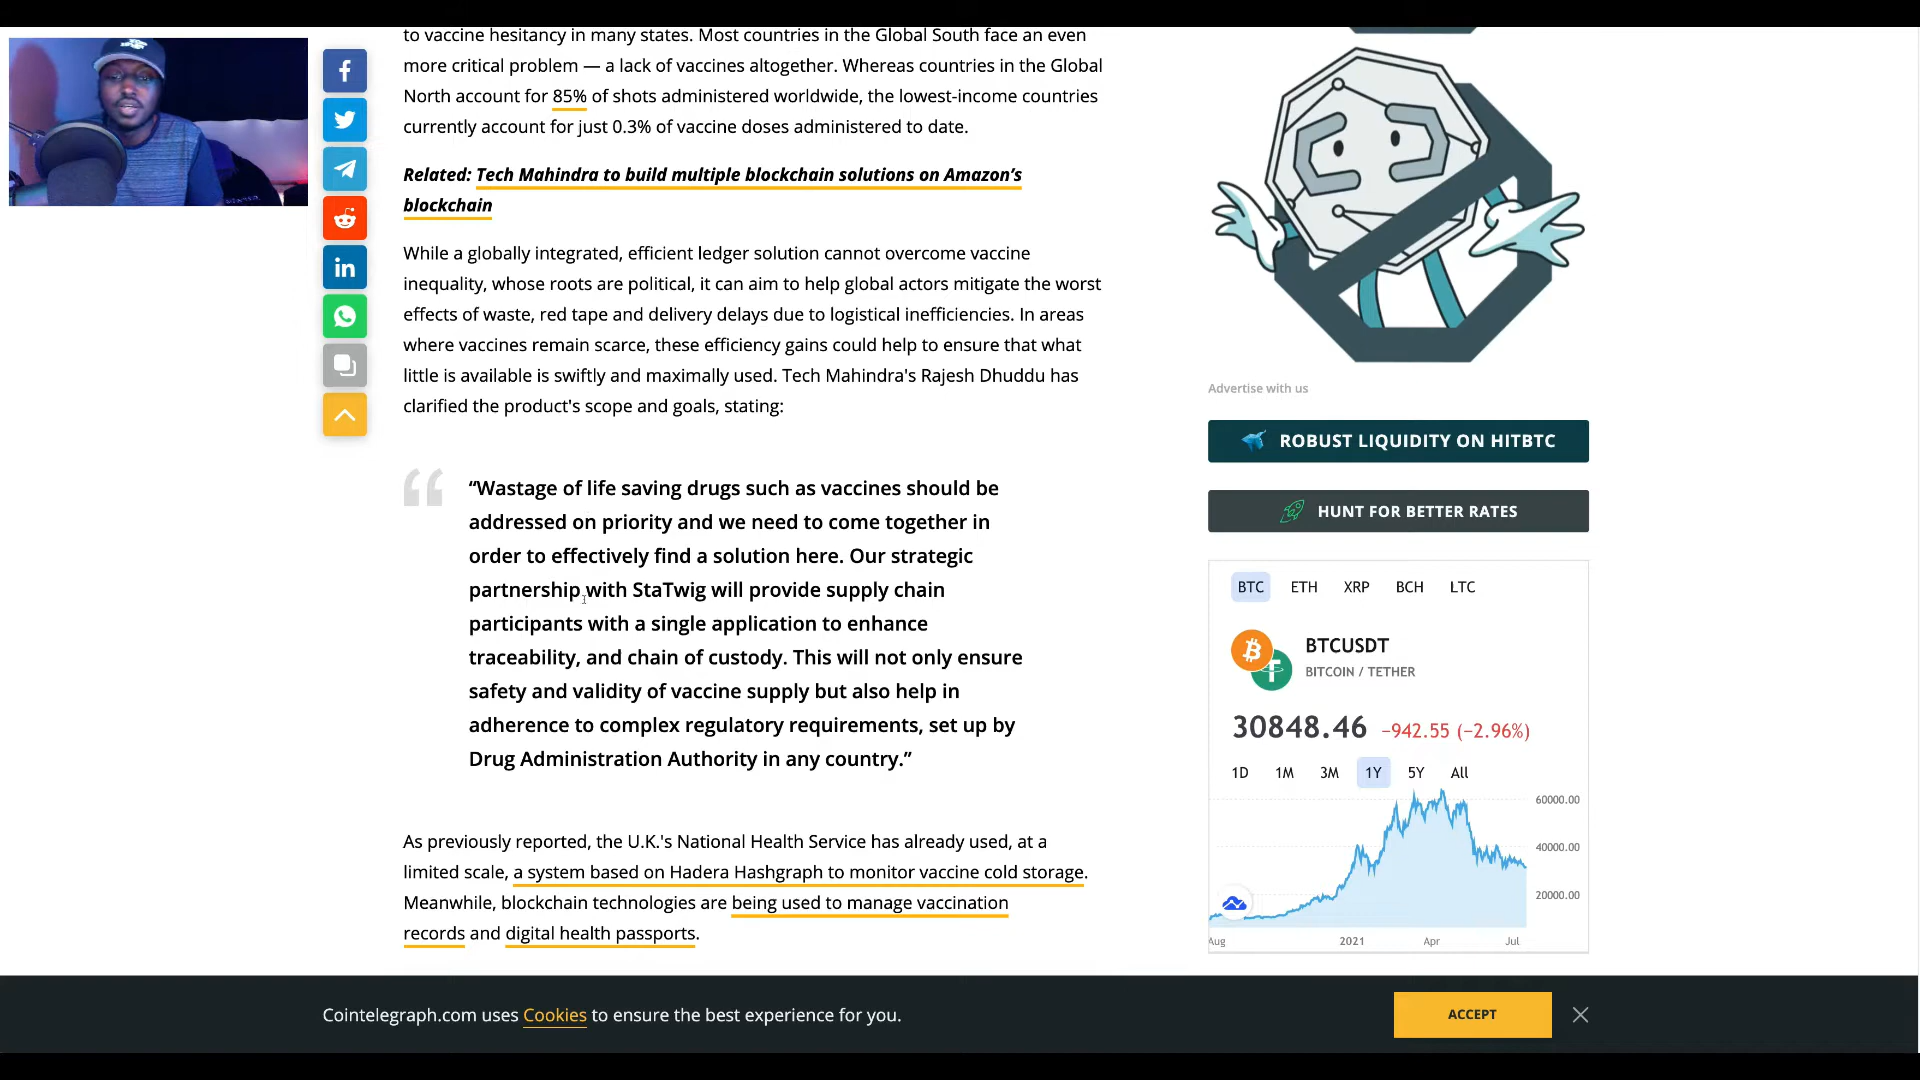 to vaccine hesitancy in many states. Most countries in the Global South face an even
more critical problem — a lack of vaccines altogether. Whereas countries in the Global
North account for 85% of shots administered worldwide, the lowest-income countries
currently account for just 0.3% of vaccine doses administered to date.
Related: Tech Mahindra to build multiple blockchain solutions on Amazon's
blockchain
While a globally integrated, efficient ledger solution cannot overcome vaccine
inequality, whose roots are political, it can aim to help global actors mitigate the worst
effects of waste, red tape and delivery delays due to logistical inefficiencies. In areas
where vaccines remain scarce, these efficiency gains could help to ensure that what
little is available is swiftly and maximally used. Tech Mahindra's Rajesh Dhuddu has
clarified the product's scope and goals, stating:
“Wastage of life saving drugs such as vaccines should be
addressed on priority and we need to come together in
order to effectively find a solution here. Our strategic
partnership with StaTwig will provide supply chain
participants with a single application to enhance
traceability, and chain of custody. This will not only ensure
safety and validity of vaccine supply but also help in
adherence to complex regulatory requirements, set up by
Drug Administration Authority in any country.”
As previously reported, the U.K.'s National Health Service has already used, at a
limited scale, a system based on Hadera Hashgraph to monitor vaccine cold storage.
Meanwhile, blockchain technologies are being used to manage vaccination
records and digital health passports.
Advertise with us
ROBUST LIQUIDITY ON HITBTC
HUNT FOR BETTER RATES
BTC ETH XRP BCH LTC
BTCUSDT
BITCOIN / TETHER
30848.46 −942.55 (−2.96%)
1D 1M 3M 1Y 5Y All
60000.00
40000.00
20000.00
Aug 2021 Apr Jul
Cointelegraph.com uses Cookies to ensure the best experience for you.
ACCEPT